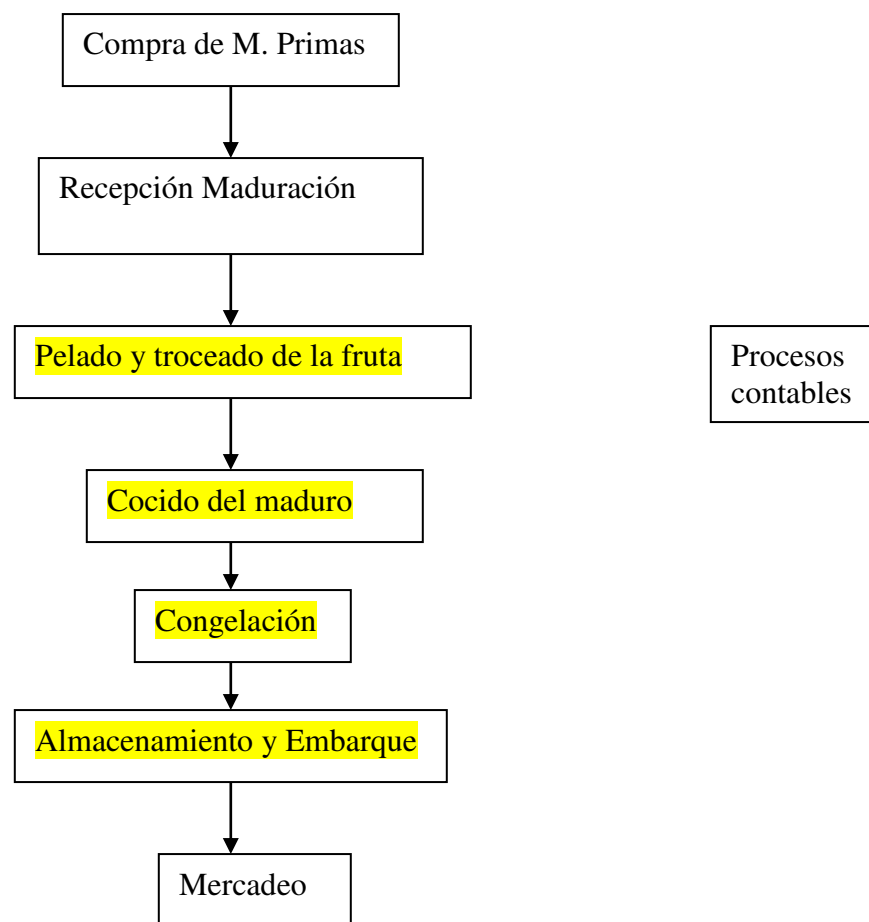 Compra de M. Primas
Recepción Maduración
Pelado y troceado de la fruta
Procesos
contables
Cocido del maduro
Congelación
Almacenamiento y Embarque
Mercadeo